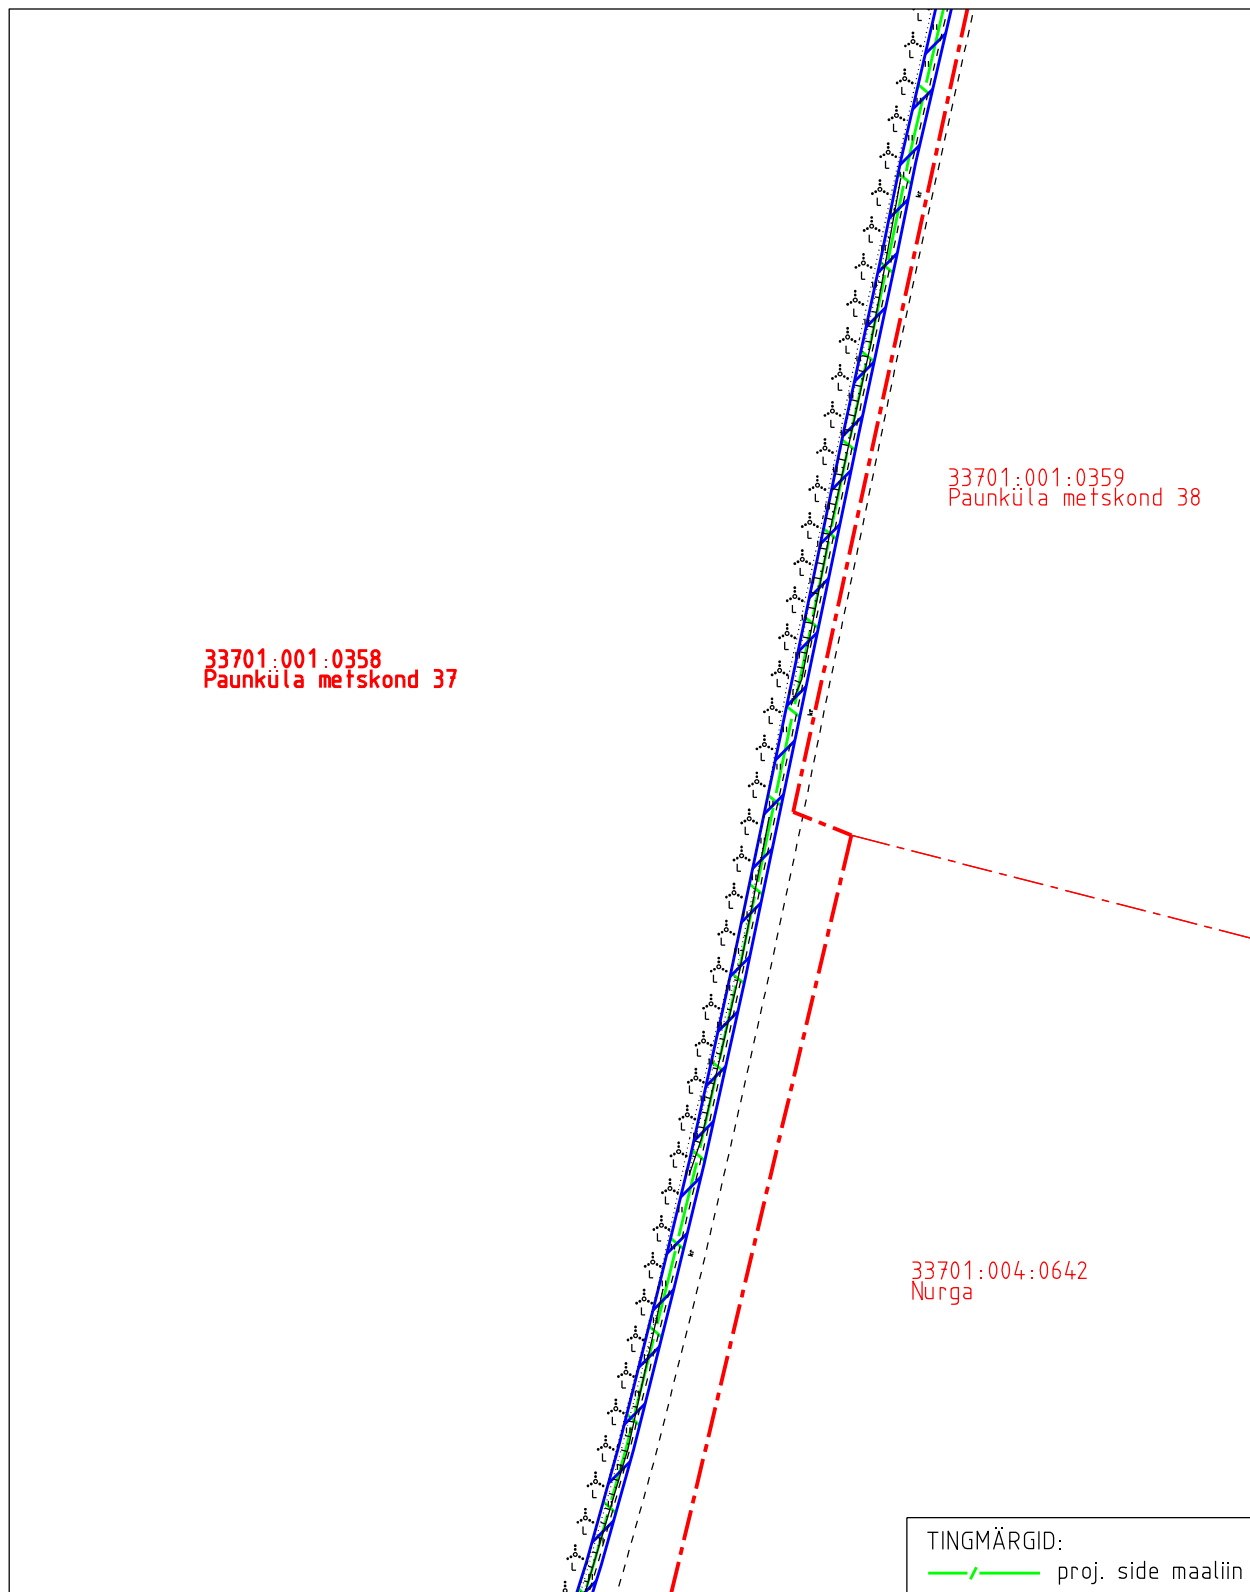 33701:001:0359
Paunküla metskond 38
33701:001:0358
Paunküla metskond 37
33701:004:0642
Nurga
TINGMÄRGID:
proj. side maaliin